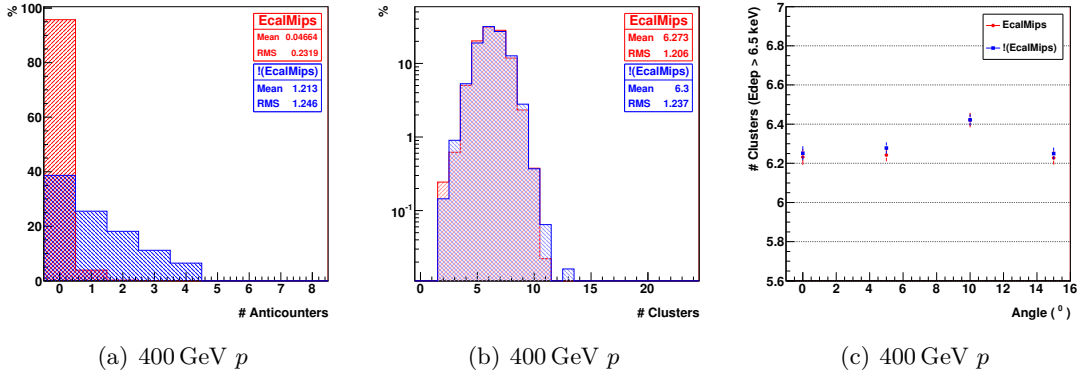 %
100
80
60
40
20
0
0 1 2 3 4 5 6 7 8
# Anticounters
EcalMips
Mean 0.04664
RMS 0.2319
!(EcalMips)
Mean 1.213
RMS 1.246
(a) 400 GeV p
%
10
1
10-1
0 5 10 15 20
# Clusters
EcalMips
Mean 6.273
RMS 1.206
!(EcalMips)
Mean 6.3
RMS 1.237
(b) 400 GeV p
# Clusters (Edep > 6.5 keV)
7
6.8
6.6
6.4
6.2
6
5.8
5.6
0 2 4 6 8 10 12 14 16
Angle ( 0 )
EcalMips
!(EcalMips)
(c) 400 GeV p